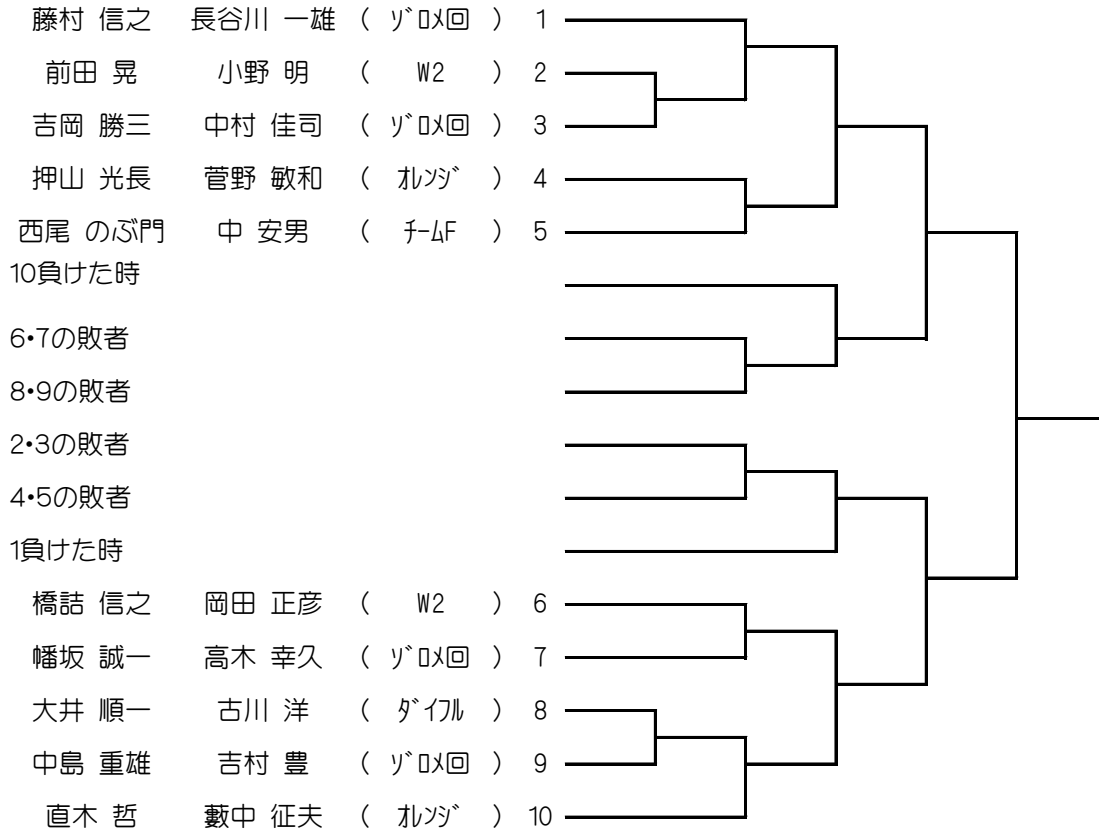 藤村 信之 長谷川 一雄 ( ｿﾞﾛﾒ回 ) 1
前田 晃 小野 明 ( W2 ) 2
吉岡 勝三 中村 佳司 ( ｿﾞﾛﾒ回 ) 3
押山 光長 菅野 敏和 ( ｵﾚﾝｼﾞ ) 4
西尾 のぶ門 中 安男 ( ﾁｰﾑF ) 5
10負けた時
6・7の敗者
8・9の敗者
2・3の敗者
4・5の敗者
1負けた時
橋詰 信之 岡田 正彦 ( W2 ) 6
幡坂 誠一 高木 幸久 ( ｿﾞﾛﾒ回 ) 7
大井 順一 古川 洋 ( ﾀﾞｲﾌﾙ ) 8
中島 重雄 吉村 豊 ( ｿﾞﾛﾒ回 ) 9
直木 哲 藪中 征夫 ( ｵﾚﾝｼﾞ ) 10